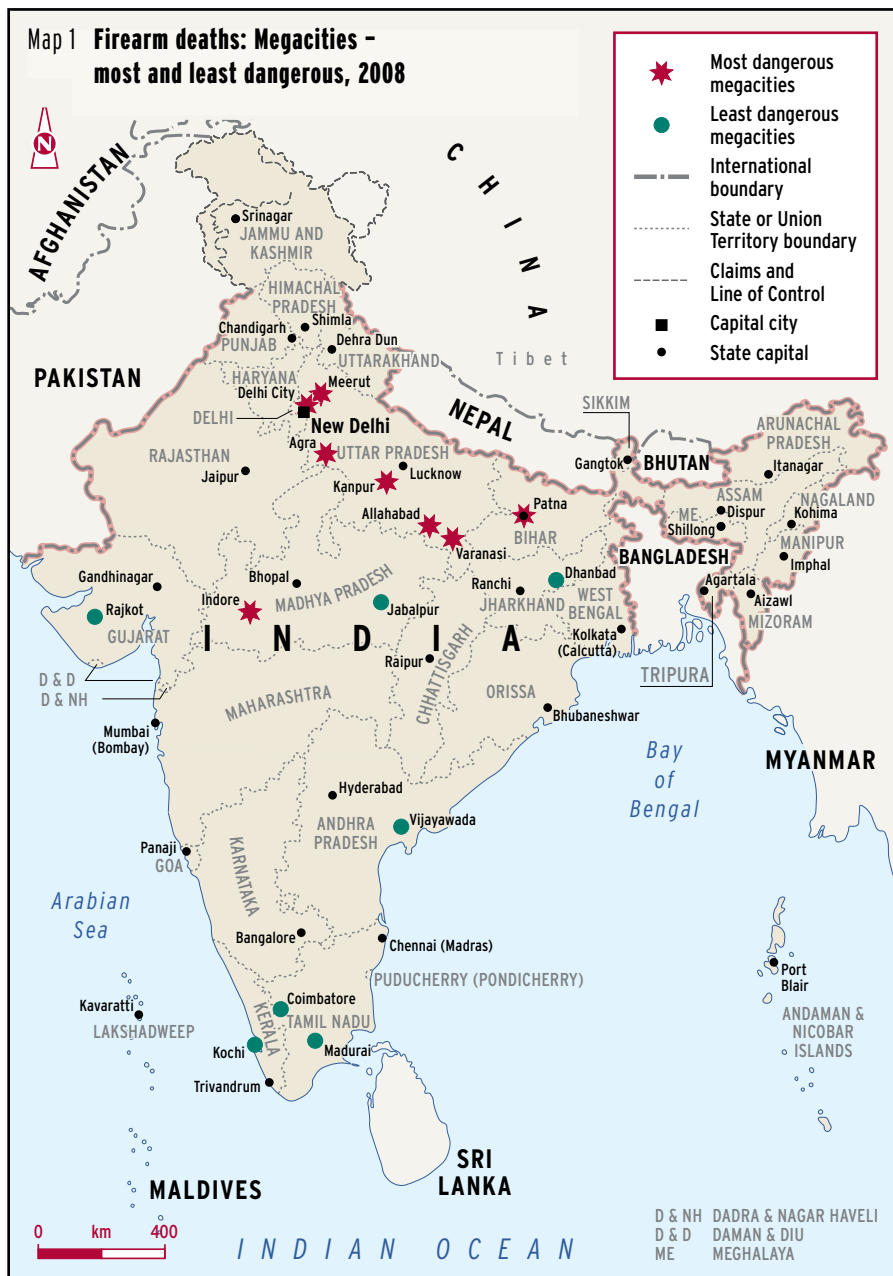 Map 1 Firearm deaths: Megacities –
most and least dangerous, 2008
Most dangerous
megacities
Least dangerous
megacities
International
boundary
State or Union
Territory boundary
Claims and
Line of Control
Capital city
State capital
N
AFGHANISTAN
CHINA
Srinagar
JAMMU AND
KASHMIR
HIMACHAL
PRADESH
Shimla
Chandigarh
PUNJAB
Dehra Dun
UTTARAKHAND
Tibet
PAKISTAN
HARYANA
Meerut
Delhi City
DELHI
New Delhi
NEPAL
SIKKIM
ARUNACHAL
PRADESH
Agra
UTTAR PRADESH
RAJASTHAN
Jaipur
Lucknow
Kanpur
Gangtok
BHUTAN
Itanagar
ASSAM
Dispur
NAGALAND
Kohima
ME
Shillong
MANIPUR
Imphal
Allahabad
Patna
BIHAR
Varanasi
BANGLADESH
Gandhinagar
Bhopal
MADHYA PRADESH
Indore
Rajkot
GUJARAT
Jabalpur
Ranchi
JHARKHAND
Dhanbad
WEST
BENGAL
Agartala
Aizawl
MIZORAM
Kolkata
(Calcutta)
INDIA
TRIPURA
D & D
D & NH
Raipur
CHHATTISGARH
MAHARASHTRA
ORISSA
Bhubaneshwar
Mumbai
(Bombay)
Bay
of
Bengal
MYANMAR
Hyderabad
ANDHRA
PRADESH
Vijayawada
Panaji
GOA
KARNATAKA
Arabian
Sea
Bangalore
Chennai (Madras)
PUDUCHERRY (PONDICHERRY)
Port
Blair
Kavaratti
LAKSHADWEEP
Coimbatore
TAMIL NADU
KERALA
Kochi
Madurai
ANDAMAN &
NICOBAR
ISLANDS
Trivandrum
SRI
LANKA
MALDIVES
0 km 400
INDIAN OCEAN
D & NH DADRA & NAGAR HAVELI
D & D DAMAN & DIU
ME MEGHALAYA